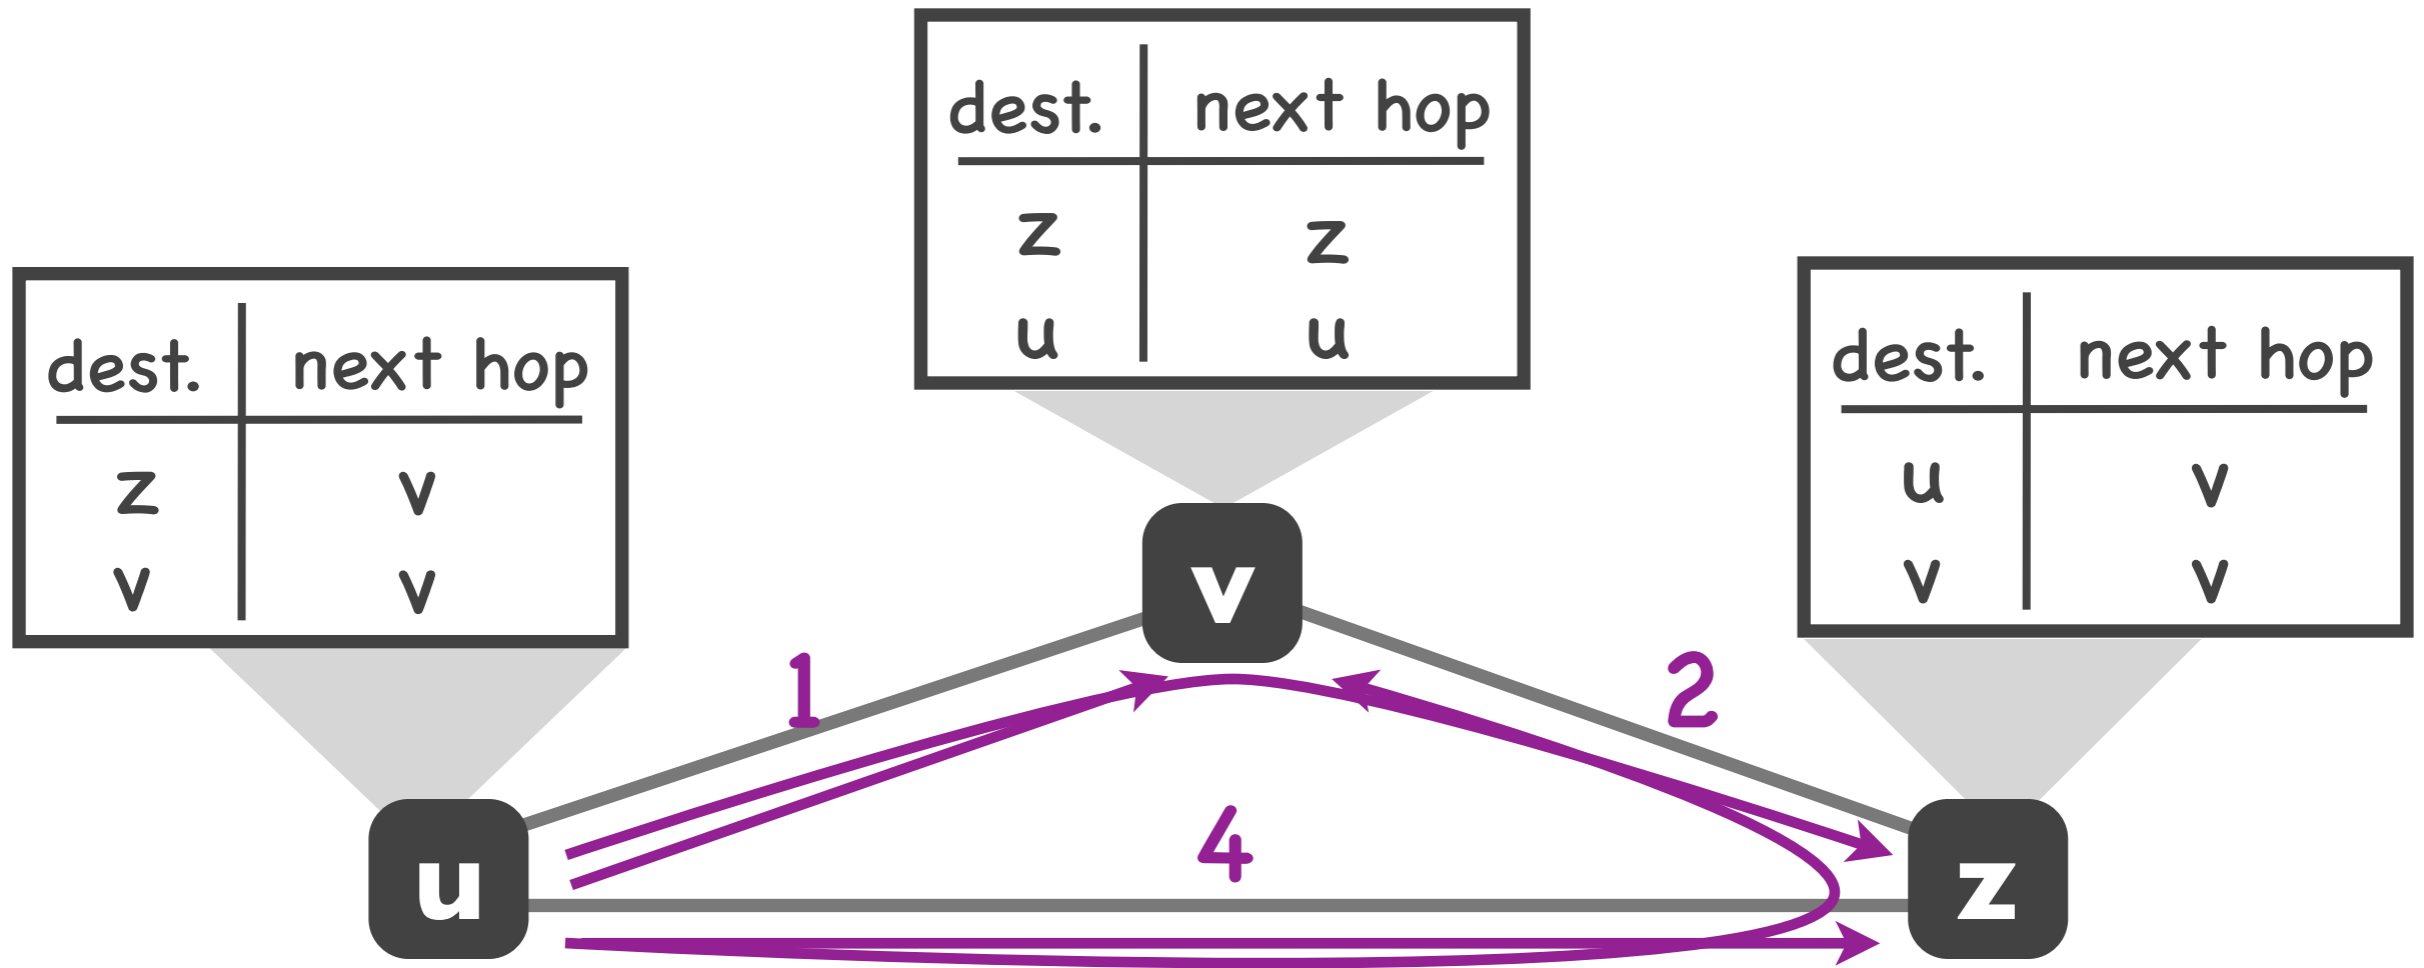 dest. next hop
z z
u u
dest. next hop
z v
v v
dest. next hop
u v
v v
v
1
2
4
u
z